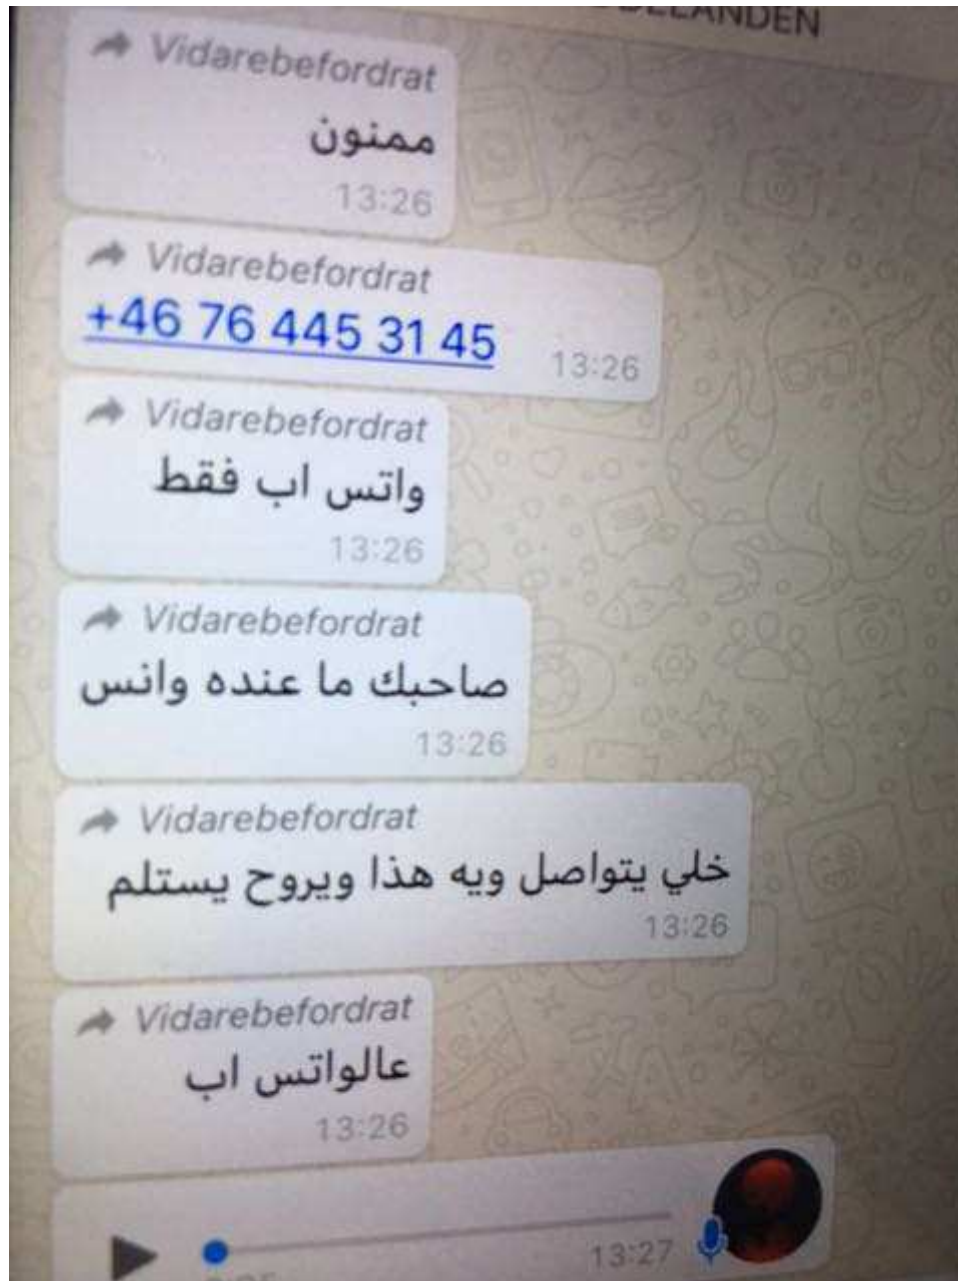 Vidarebefordrat
ممنون
13:26
Vidarebefordrat
+46 76 445 31 45
13:26
Vidarebefordrat
واتس اب فقط
13:26
Vidarebefordrat
صاحبك ما عنده وانس
13:26
Vidarebefordrat
خلي يتواصل ويه هذا ويروح يستلم
13:26
Vidarebefordrat
عالواتس اب
13:26
13:27